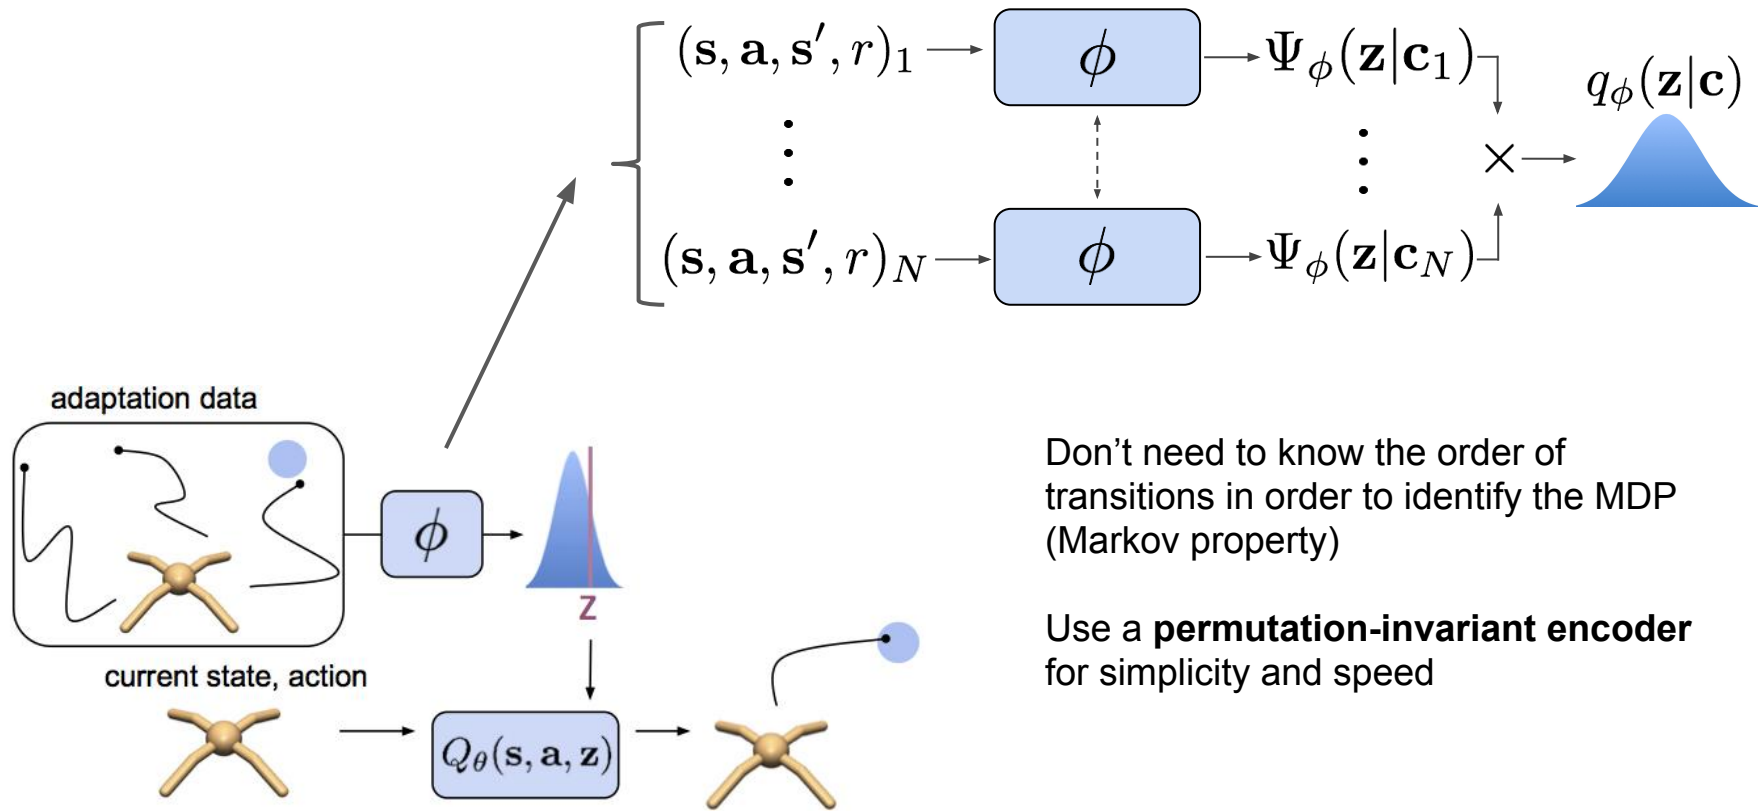 (s, a, s′, r)₁
ϕ
Ψϕ(z|c₁)
qϕ(z|c)
⋮
⋮
×
(s, a, s′, r)N
ϕ
Ψϕ(z|cN)
adaptation data
ϕ
z
current state, action
Qθ(s, a, z)
Don’t need to know the order of
transitions in order to identify the MDP
(Markov property)
Use a permutation-invariant encoder
for simplicity and speed